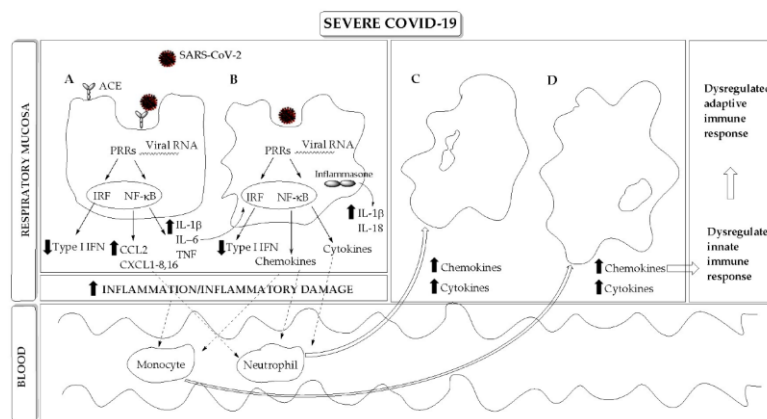 SEVERE COVID-19
RESPIRATORY MUCOSA
SARS-CoV-2
A
ACE
PRRs
Viral RNA
IRF NF-κB
Type I IFN
CCL2
CXCL1-8,16
IL-1β
IL-6
TNF
B
PRRs
Viral RNA
Inflammasone
IRF NF-κB
IL-1β
IL-18
Type I IFN
Chemokines
Cytokines
INFLAMMATION/INFLAMMATORY DAMAGE
C
Chemokines
Cytokines
D
Chemokines
Cytokines
Dysregulated
adaptive
immune
response
Dysregulated
innate
immune
response
BLOOD
Monocyte
Neutrophil